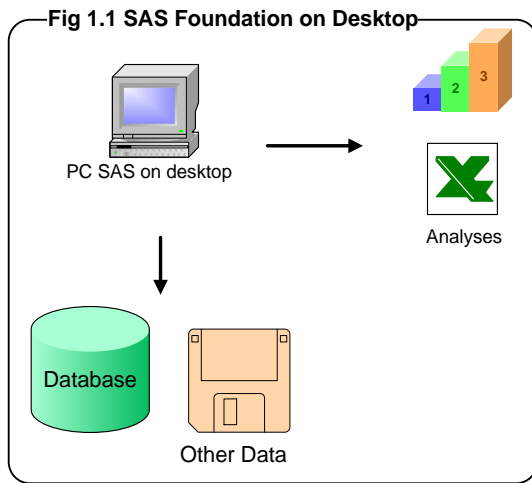 Fig 1.1 SAS Foundation on Desktop
1
2
3
PC SAS on desktop
Analyses
Database
Other Data